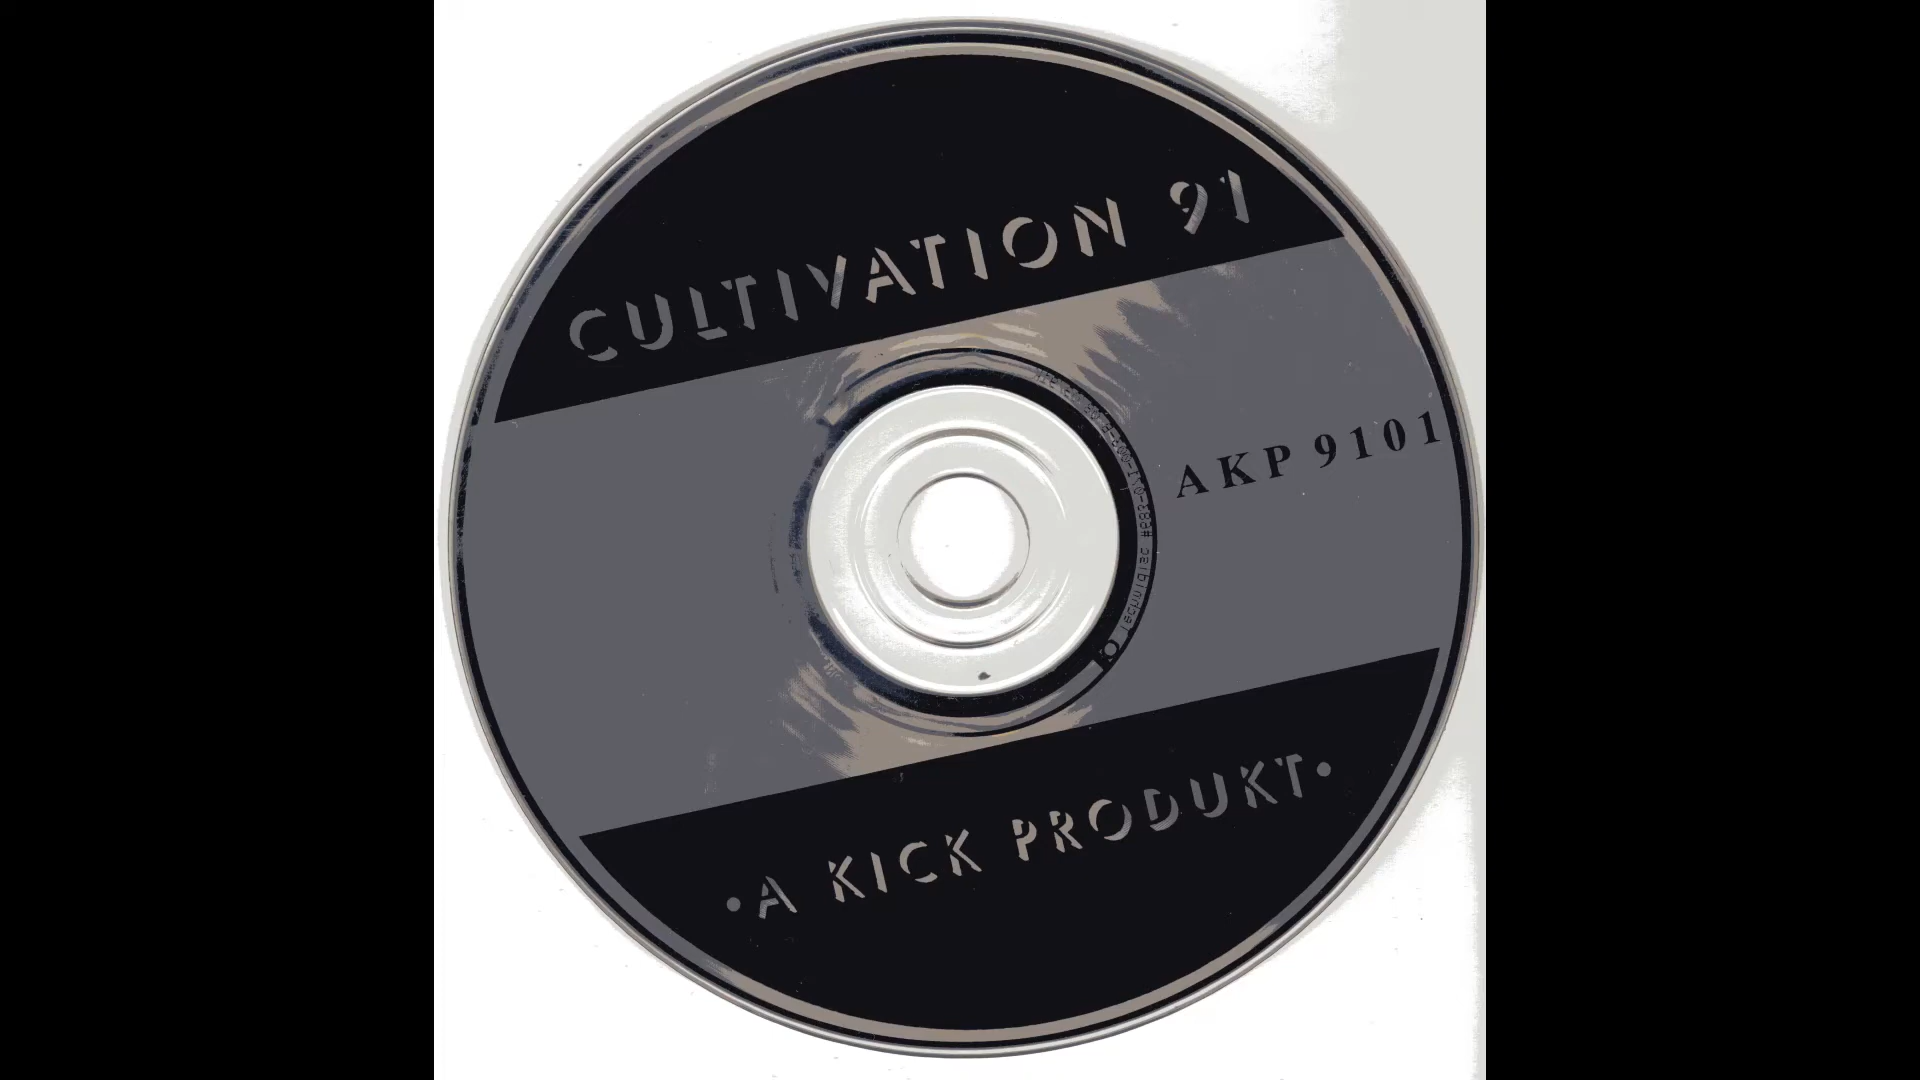 CULTIVATION 91
AKP 9101
•A KICK PRODUKT•